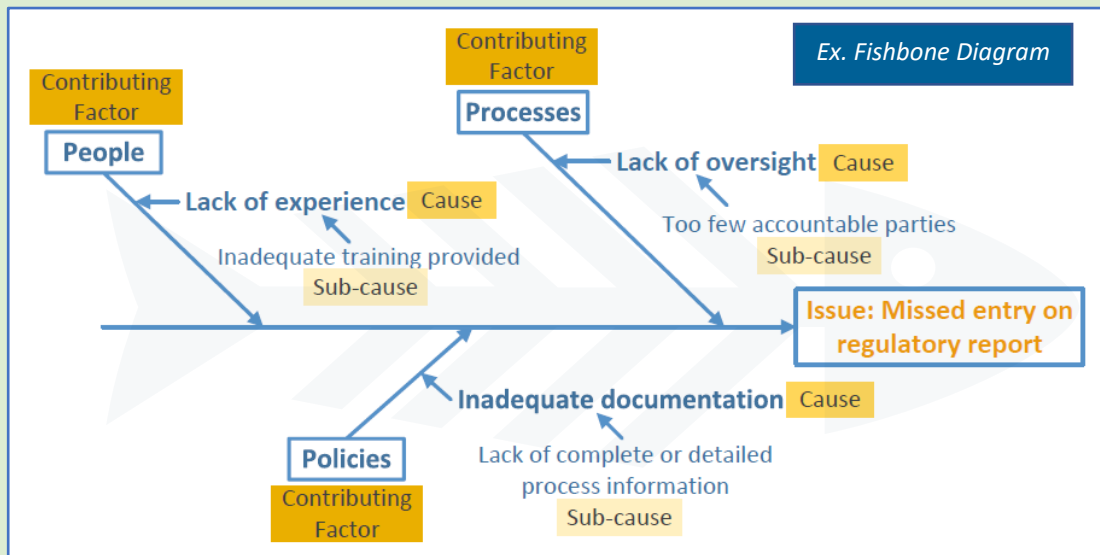 Ex. Fishbone Diagram
Contributing
Factor
People
Lack of experience Cause
Inadequate training provided
Sub-cause
Contributing
Factor
Processes
Lack of oversight Cause
Too few accountable parties
Sub-cause
Issue: Missed entry on
regulatory report
Inadequate documentation Cause
Lack of complete or detailed
process information
Sub-cause
Policies
Contributing
Factor